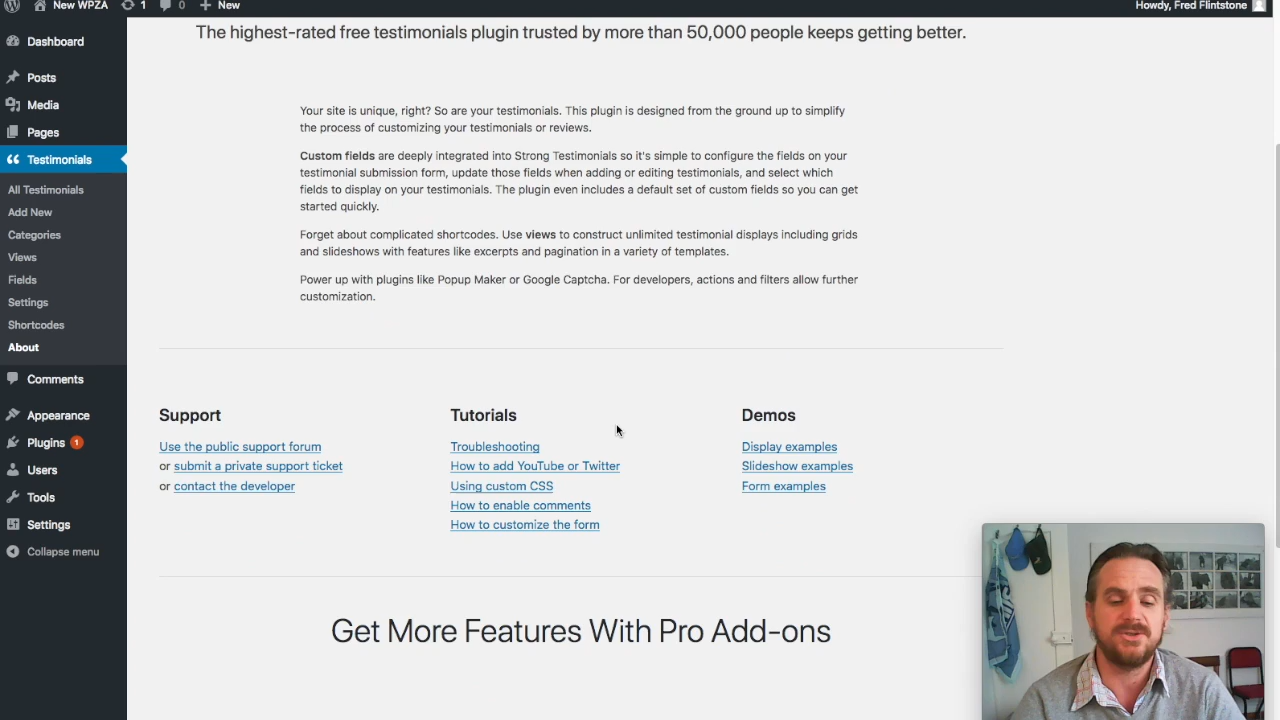 New WPZA 1 0 New Howdy, Fred Flintstone
Dashboard
Posts
Media
Pages
Testimonials
All Testimonials
Add New
Categories
Views
Fields
Settings
Shortcodes
About
Comments
Appearance
Plugins 1
Users
Tools
Settings
Collapse menu
The highest-rated free testimonials plugin trusted by more than 50,000 people keeps getting better.
Your site is unique, right? So are your testimonials. This plugin is designed from the ground up to simplify
the process of customizing your testimonials or reviews.
Custom fields are deeply integrated into Strong Testimonials so it's simple to configure the fields on your
testimonial submission form, update those fields when adding or editing testimonials, and select which
fields to display on your testimonials. The plugin even includes a default set of custom fields so you can get
started quickly.
Forget about complicated shortcodes. Use views to construct unlimited testimonial displays including grids
and slideshows with features like excerpts and pagination in a variety of templates.
Power up with plugins like Popup Maker or Google Captcha. For developers, actions and filters allow further
customization.
Support
Use the public support forum
or submit a private support ticket
or contact the developer
Tutorials
Troubleshooting
How to add YouTube or Twitter
Using custom CSS
How to enable comments
How to customize the form
Demos
Display examples
Slideshow examples
Form examples
Get More Features With Pro Add-ons